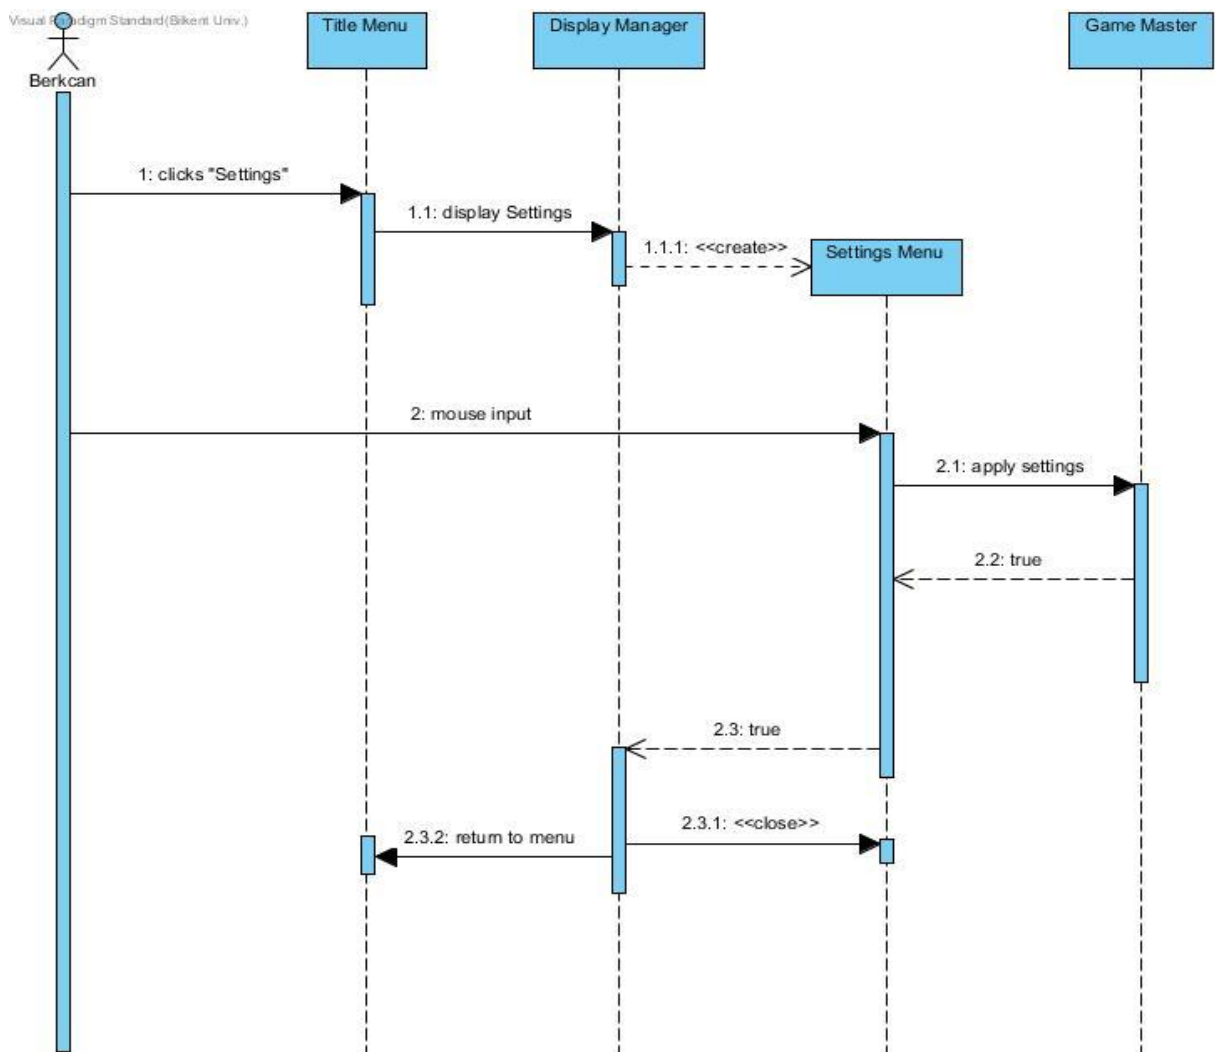 Visual Paradigm Standard(Bilkent Univ.)
Berkcan
Title Menu
Display Manager
Game Master
1: clicks "Settings"
1.1: display Settings
1.1.1: <<create>>
Settings Menu
2: mouse input
2.1: apply settings
2.2: true
2.3: true
2.3.1: <<close>>
2.3.2: return to menu